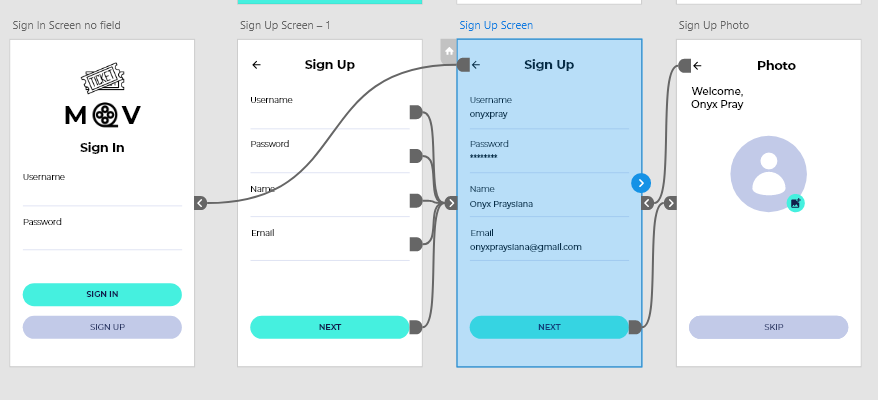 Sign In Screen no field
TICKET
MOV
Sign In
Username
Password
SIGN IN
SIGN UP
Sign Up Screen – 1
Sign Up
Username
Password
Name
Email
NEXT
Sign Up Screen
Sign Up
Username
onyxpray
Password
********
Name
Onyx Praysiana
Email
onyxpraysiana@gmail.com
NEXT
Sign Up Photo
Photo
Welcome,
Onyx Pray
SKIP